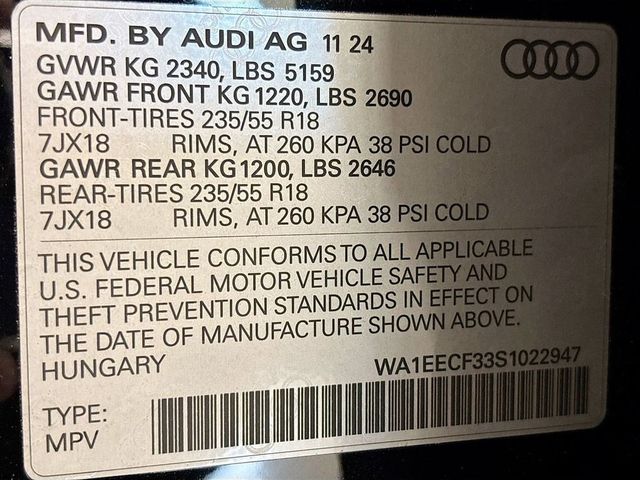 MFD. BY AUDI AG 11 24
GVWR KG 2340, LBS 5159
GAWR FRONT KG 1220, LBS 2690
FRONT-TIRES 235/55 R18
7JX18 RIMS, AT 260 KPA 38 PSI COLD
GAWR REAR KG 1200, LBS 2646
REAR-TIRES 235/55 R18
7JX18 RIMS, AT 260 KPA 38 PSI COLD
THIS VEHICLE CONFORMS TO ALL APPLICABLE
U.S. FEDERAL MOTOR VEHICLE SAFETY AND
THEFT PREVENTION STANDARDS IN EFFECT ON
THE DATE OF MANUFACTURE SHOWN ABOVE.
HUNGARY WA1EECF33S1022947
TYPE:
MPV